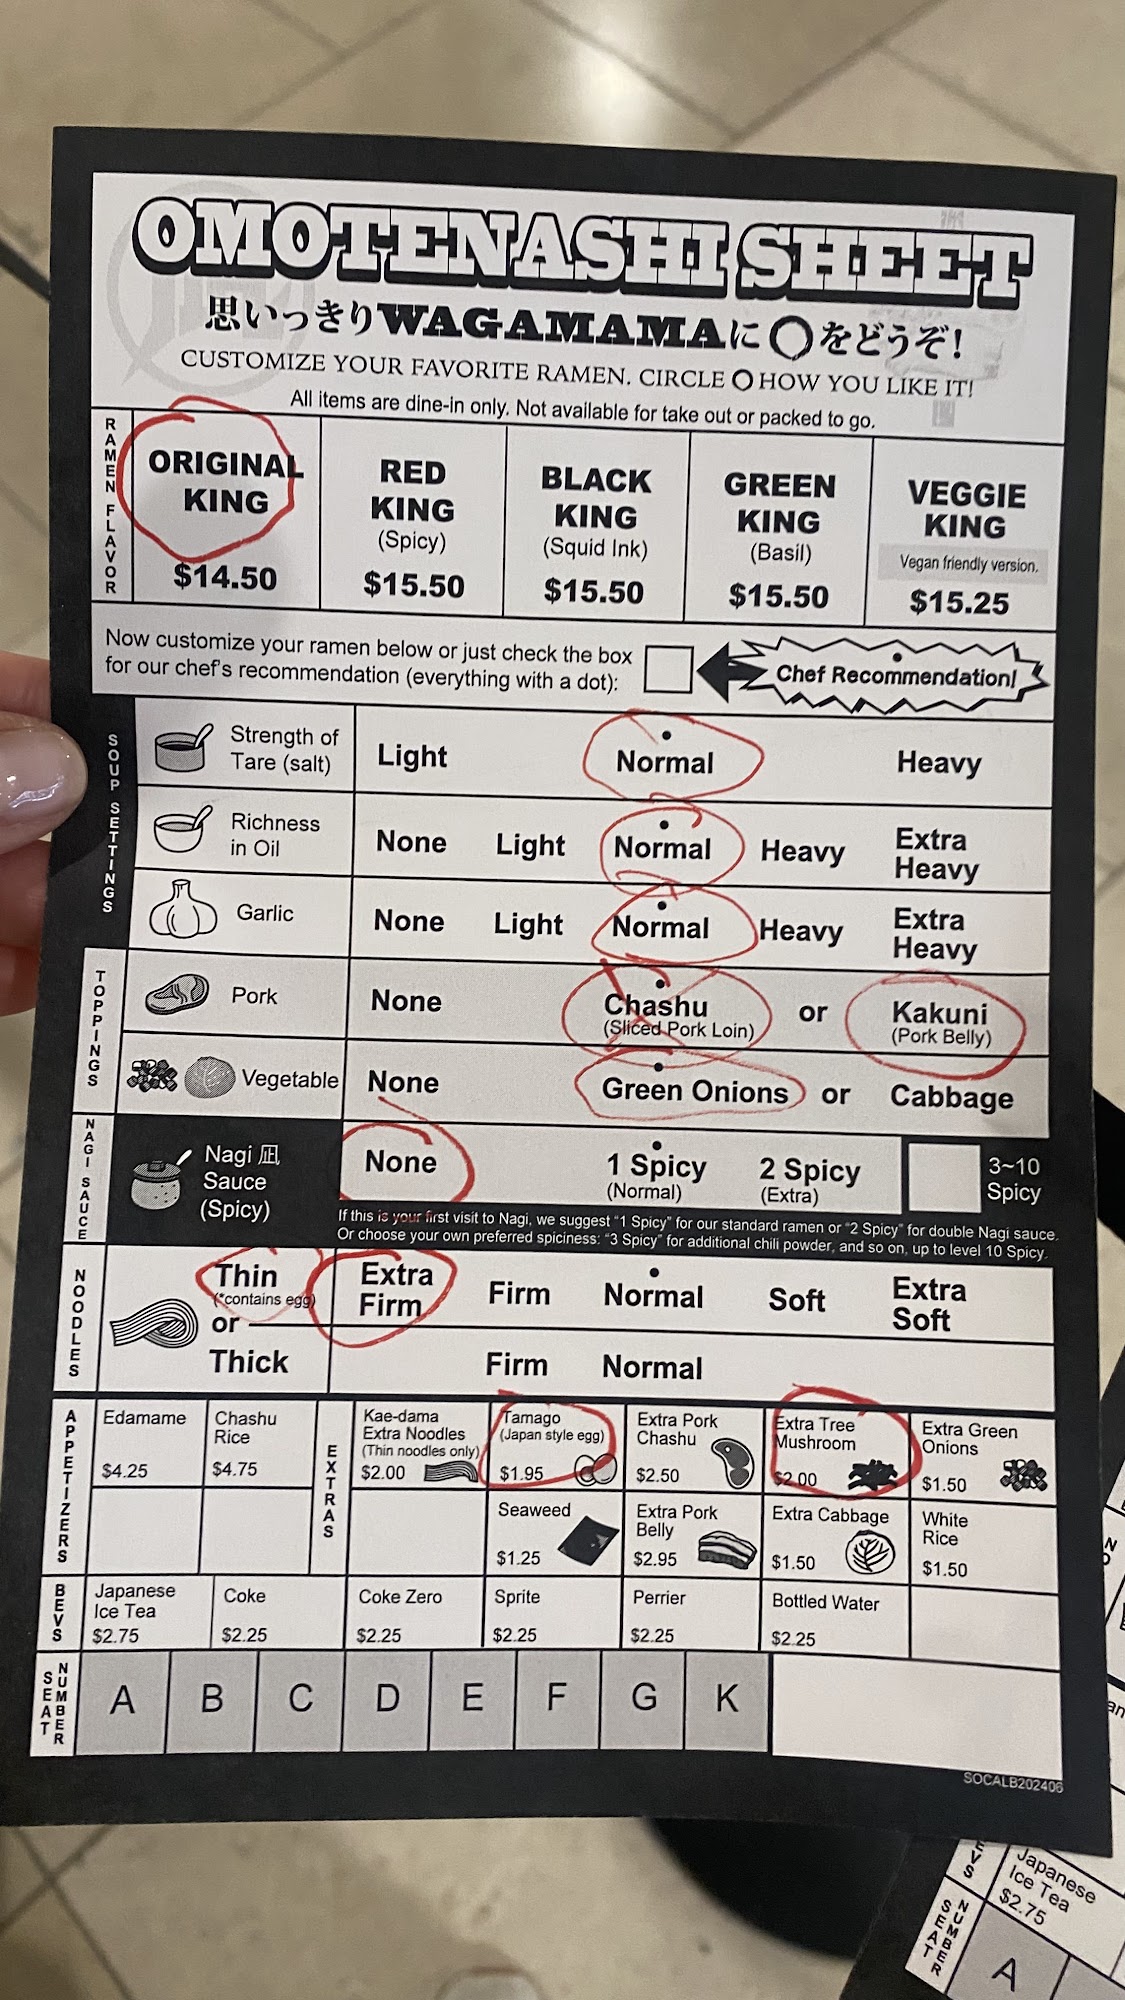 OMOTENASHI SHEET
思いっきりWAGAMAMAに〇をどうぞ!
CUSTOMIZE YOUR FAVORITE RAMEN. CIRCLE O HOW YOU LIKE IT!
All items are dine-in only. Not available for take out or packed to go.
RAMEN FLAVOR
ORIGINAL
KING
$14.50
RED
KING
(Spicy)
$15.50
BLACK
KING
(Squid Ink)
$15.50
GREEN
KING
(Basil)
$15.50
VEGGIE
KING
Vegan friendly version.
$15.25
Now customize your ramen below or just check the box
for our chef's recommendation (everything with a dot):
Chef Recommendation!
SOUP SETTINGS
Strength of
Tare (salt)
Light
Normal
Heavy
Richness
in Oil
None
Light
Normal
Heavy
Extra
Heavy
Garlic
None
Light
Normal
Heavy
Extra
Heavy
TOPPINGS
Pork
None
Chashu
(Sliced Pork Loin)
or
Kakuni
(Pork Belly)
Vegetable
None
Green Onions
or
Cabbage
NAGI SAUCE
Nagi 凪
Sauce
(Spicy)
None
1 Spicy
(Normal)
2 Spicy
(Extra)
3~10
Spicy
If this is your first visit to Nagi, we suggest "1 Spicy" for our standard ramen or "2 Spicy" for double Nagi sauce.
Or choose your own preferred spiciness: "3 Spicy" for additional chili powder, and so on, up to level 10 Spicy.
NOODLES
Thin
(*contains egg)
or
Thick
Extra
Firm
Firm
Normal
Soft
Extra
Soft
Firm
Normal
APPETIZERS
Edamame
$4.25
Chashu
Rice
$4.75
EXTRAS
Kae-dama
Extra Noodles
(Thin noodles only)
$2.00
Tamago
(Japan style egg)
$1.95
Extra Pork
Chashu
$2.50
Extra Tree
Mushroom
$2.00
Extra Green
Onions
$1.50
Seaweed
$1.25
Extra Pork
Belly
$2.95
Extra Cabbage
$1.50
White
Rice
$1.50
BEVS
Japanese
Ice Tea
$2.75
Coke
$2.25
Coke Zero
$2.25
Sprite
$2.25
Perrier
$2.25
Bottled Water
$2.25
SEAT NUMBER
A
B
C
D
E
F
G
K
SOCALB202406
Japanese
Ice Tea
$2.75
SEAT NUMBER
A